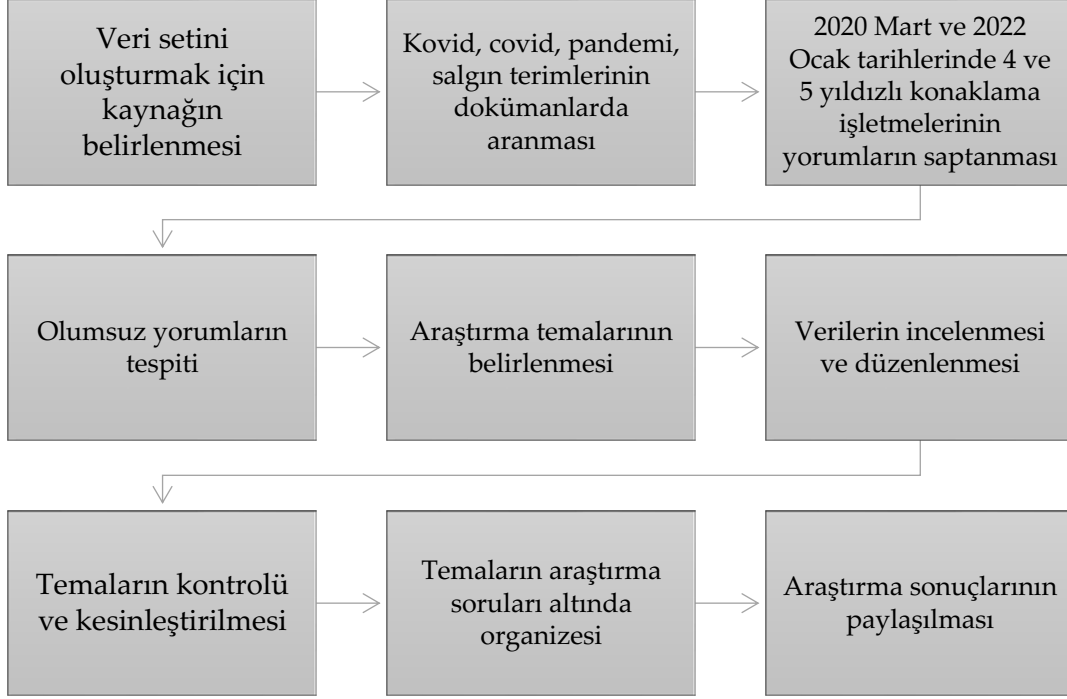 Veri setini
oluşturmak için
kaynağın
belirlenmesi
Kovid, covid, pandemi,
salgın terimlerinin
dokümanlarda
aranması
2020 Mart ve 2022
Ocak tarihlerinde 4 ve
5 yıldızlı konaklama
işletmelerinin
yorumların saptanması
Olumsuz yorumların
tespiti
Araştırma temalarının
belirlenmesi
Verilerin incelenmesi
ve düzenlenmesi
Temaların kontrolü
ve kesinleştirilmesi
Temaların araştırma
soruları altında
organizesi
Araştırma sonuçlarının
paylaşılması